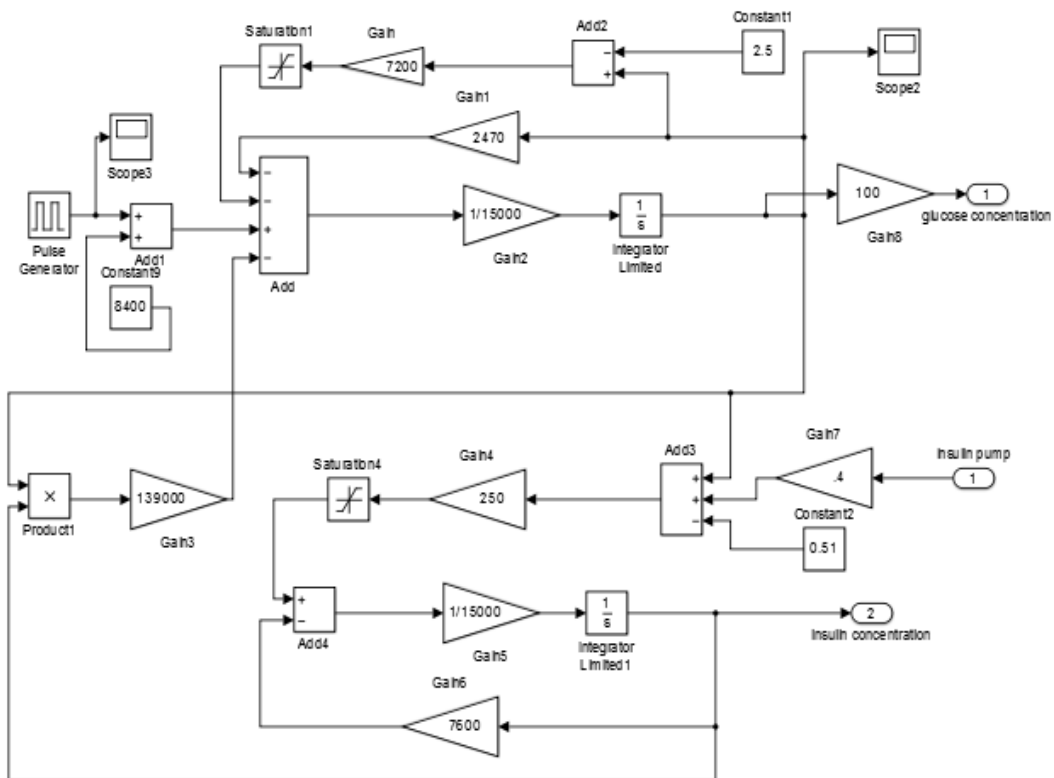 Saturation1
Gain
7200
Add2
−
+
Constant1
2.5
Scope2
Gain1
2470
Scope3
Pulse
Generator
+
+
Add1
Constant9
8400
−
−
+
−
Add
1/15000
Gain2
1
s
Integrator
Limited
100
Gain8
1
glucose concentration
×
Product1
139000
Gain3
Saturation4
Gain4
250
Add3
+
+
−
Gain7
.4
Insulin pump
1
Constant2
0.51
+
−
Add4
1/15000
Gain5
1
s
Integrator
Limited1
2
Insulin concentration
Gain6
7600